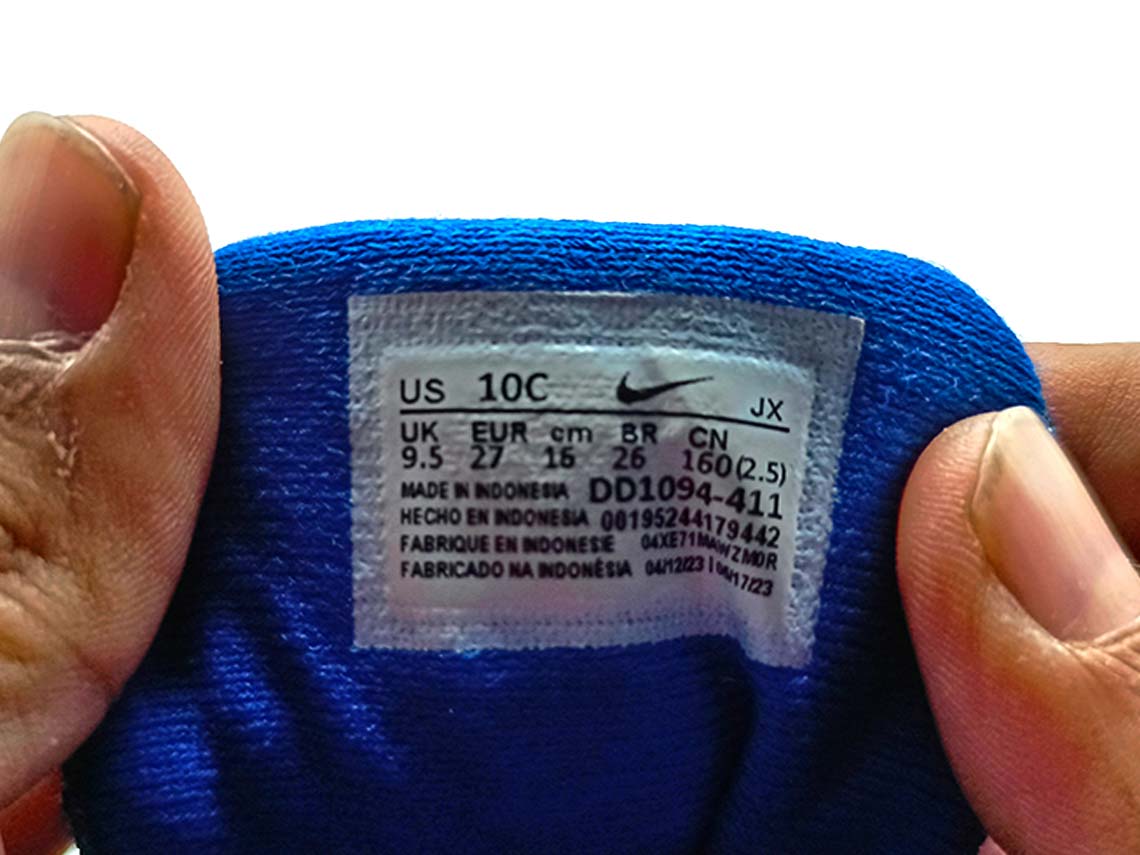 US 10C JX
UK EUR cm BR CN
9.5 27 16 26 160(2.5)
MADE IN INDONESIA DD1094-411
HECHO EN INDONESIA 00195244179442
FABRIQUE EN INDONESIE
FABRICADO NA INDONÉSIA 04/12/23